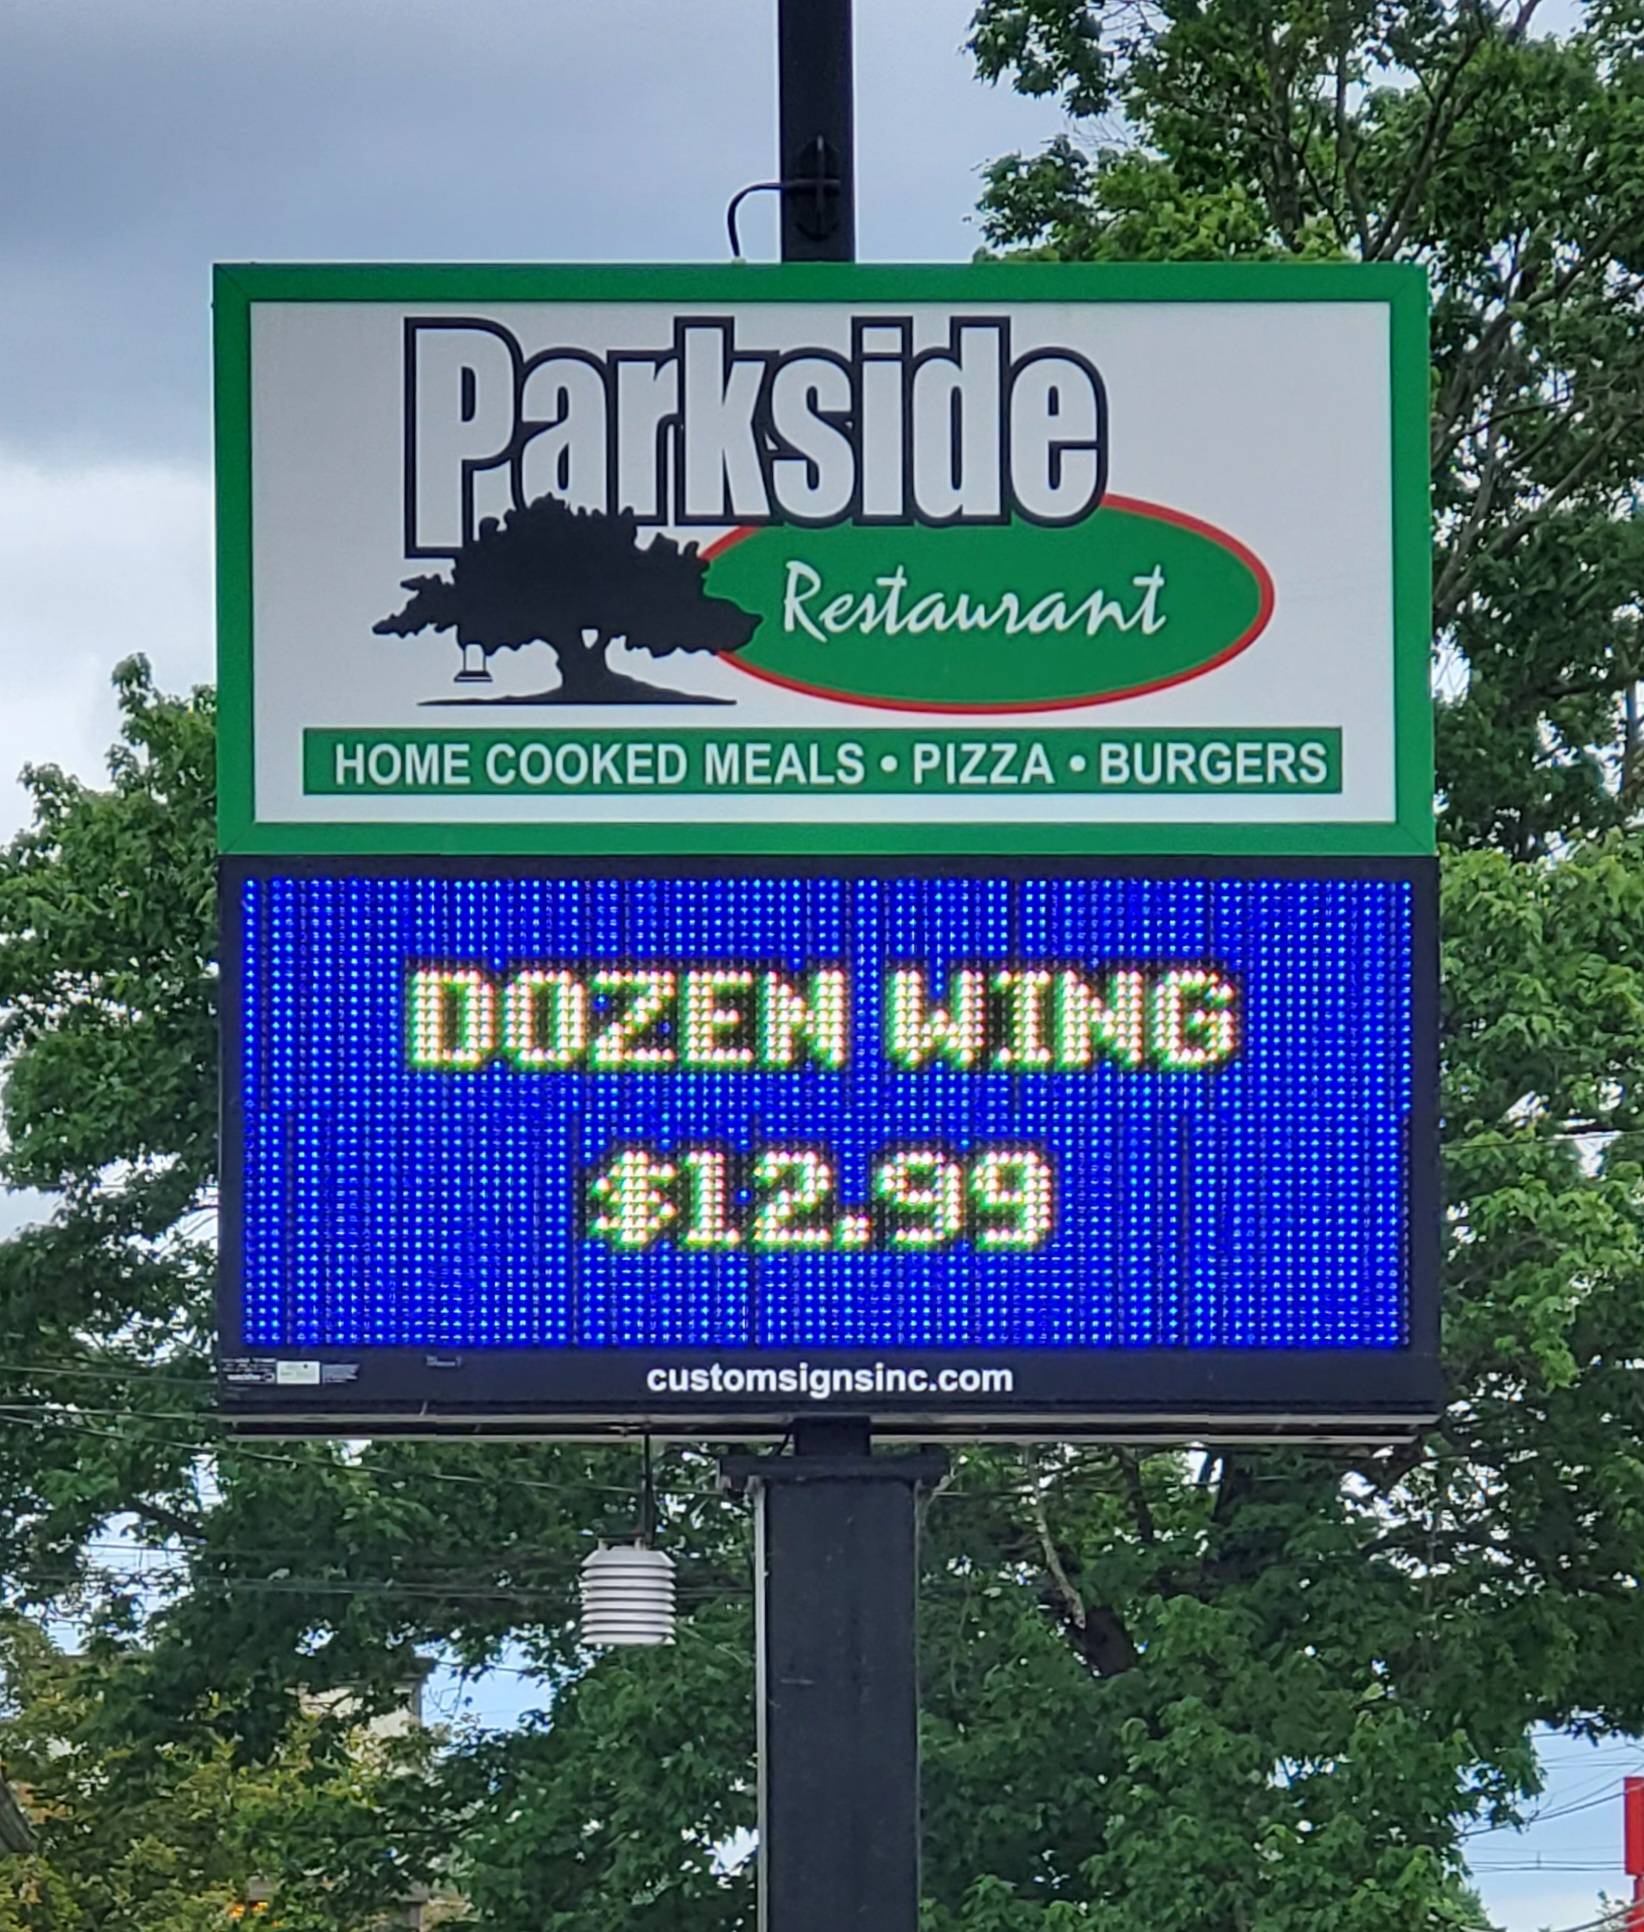 Parkside
Restaurant
HOME COOKED MEALS • PIZZA • BURGERS
DOZEN WING
$12.99
customsignsinc.com